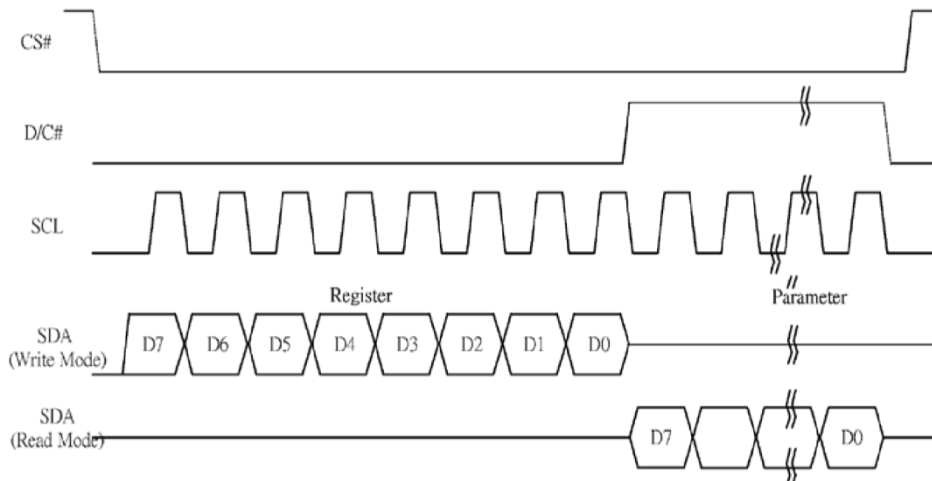 CS#
D/C#
SCL
Register Parameter
SDA
(Write Mode)
D7 D6 D5 D4 D3 D2 D1 D0
SDA
(Read Mode)
D7 D0